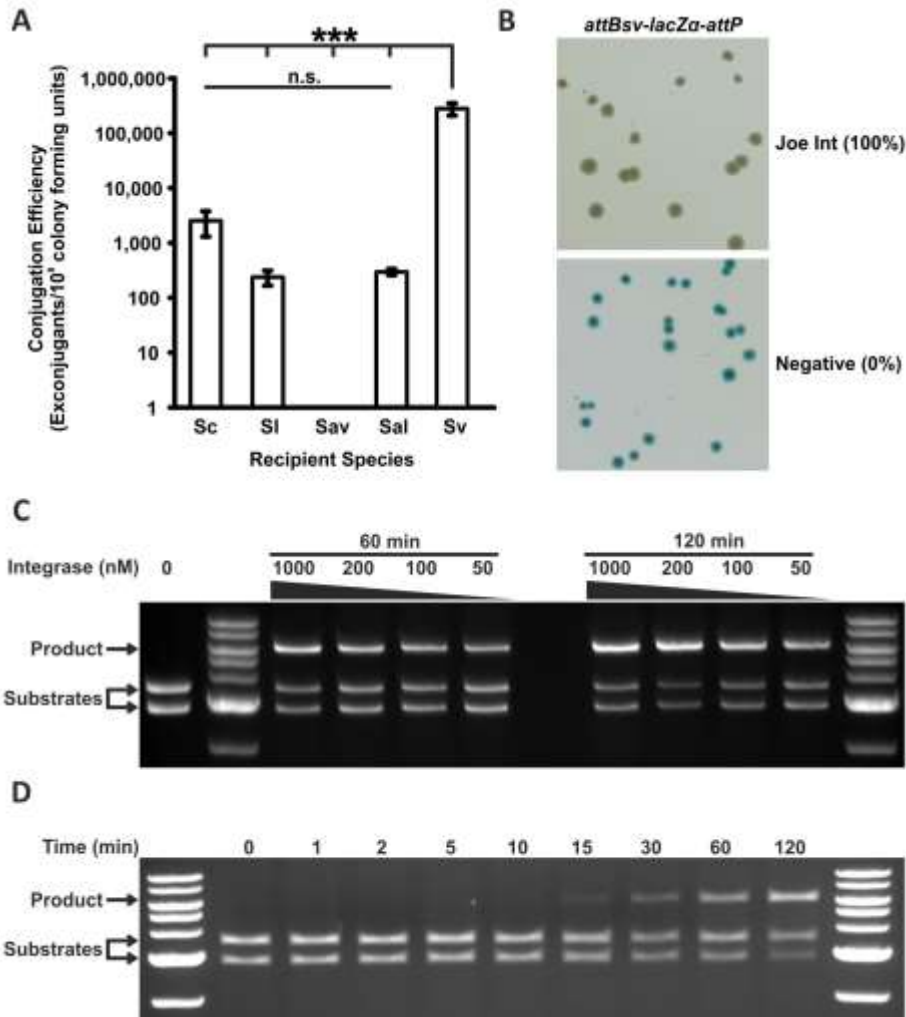 A
***
n.s.
Conjugation Efficiency
(Exconjugants/10⁸ colony forming units)
1,000,000
100,000
10,000
1,000
100
10
1
Sc Sl Sav Sal Sv
Recipient Species
B
attBsv-lacZα-attP
Joe Int (100%)
Negative (0%)
C
60 min 120 min
Integrase (nM) 0 1000 200 100 50 1000 200 100 50
Product
Substrates
D
Time (min) 0 1 2 5 10 15 30 60 120
Product
Substrates